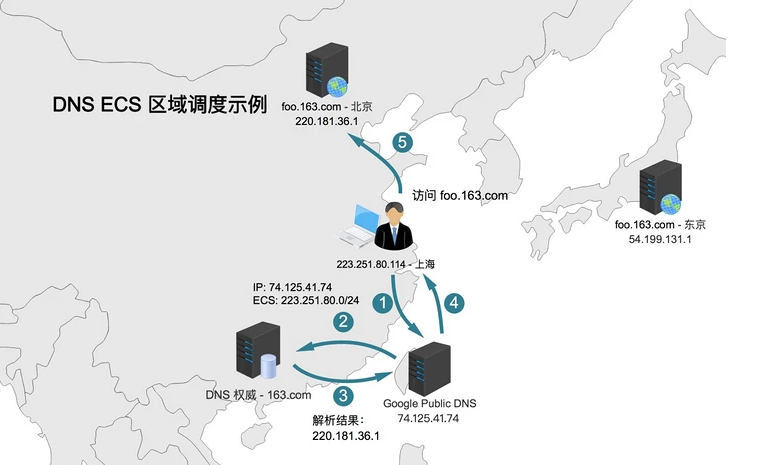 DNS ECS 区域调度示例
foo.163.com - 北京
220.181.36.1
5
访问 foo.163.com
foo.163.com - 东京
54.199.131.1
223.251.80.114 - 上海
IP: 74.125.41.74
ECS: 223.251.80.0/24
1
4
2
DNS 权威 - 163.com
3
Google Public DNS
74.125.41.74
解析结果:
220.181.36.1